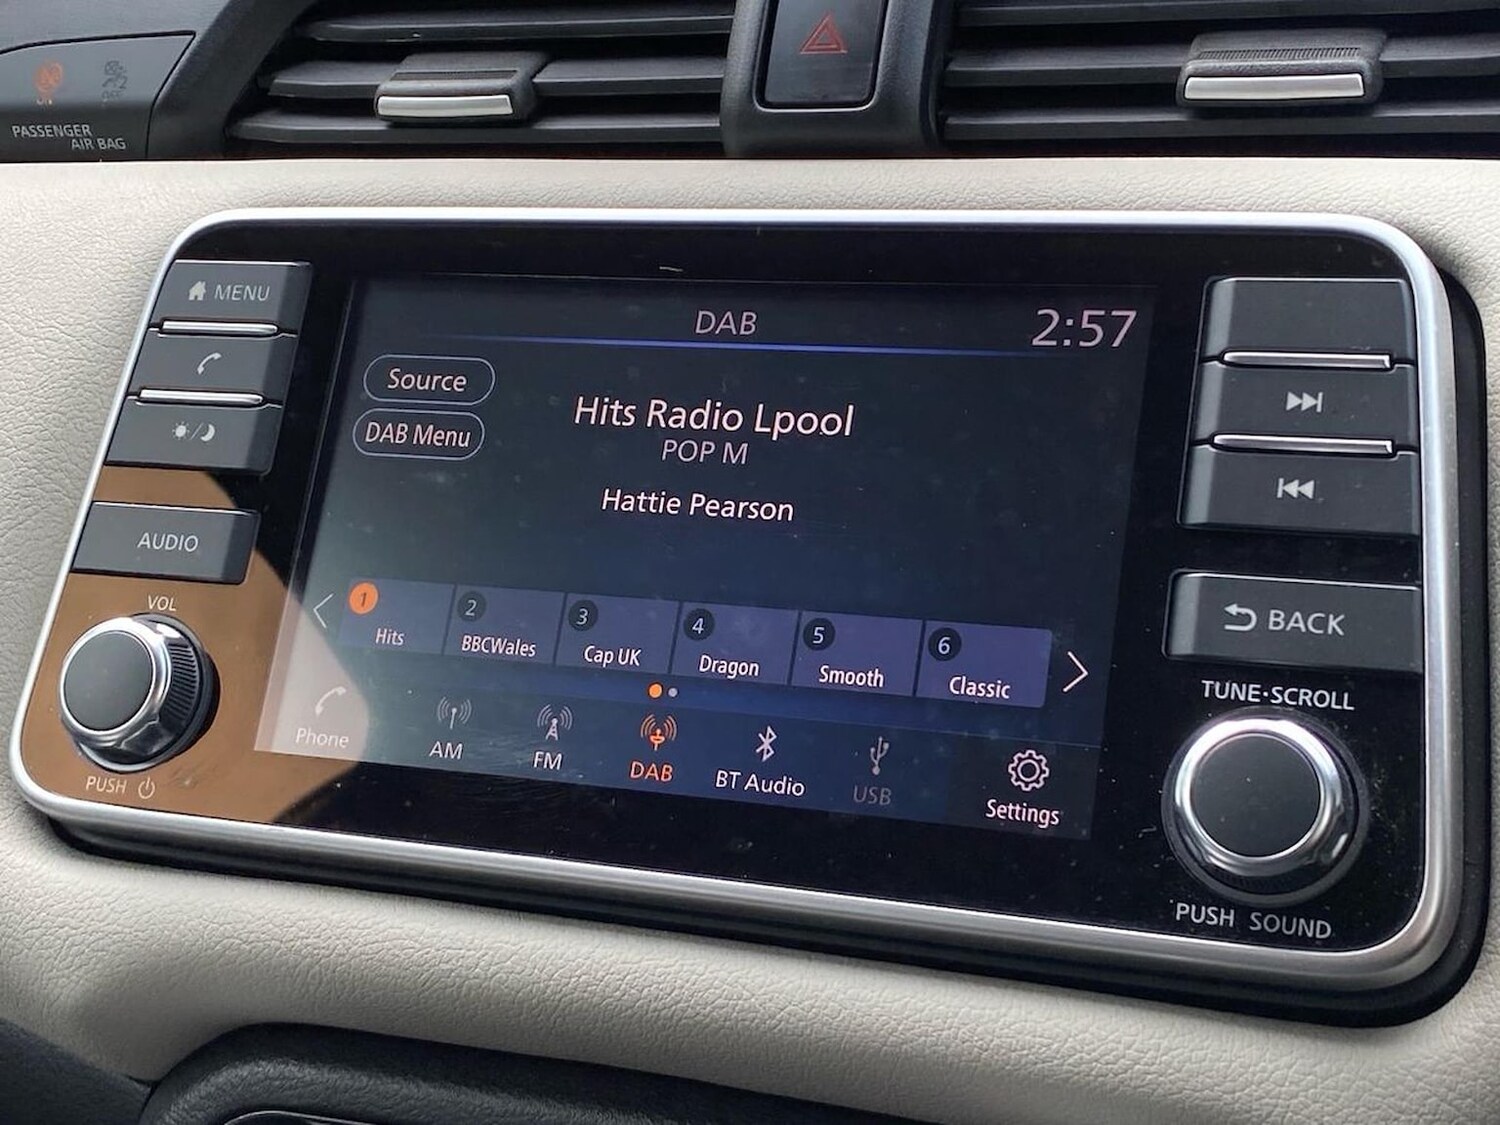 PASSENGER
AIR BAG
MENU
AUDIO
VOL
PUSH
DAB
2:57
Source
DAB Menu
Hits Radio Lpool
POP M
Hattie Pearson
1 Hits
2 BBCWales
3 Cap UK
4 Dragon
5 Smooth
6 Classic
Phone
AM
FM
DAB
BT Audio
USB
Settings
BACK
TUNE·SCROLL
PUSH SOUND